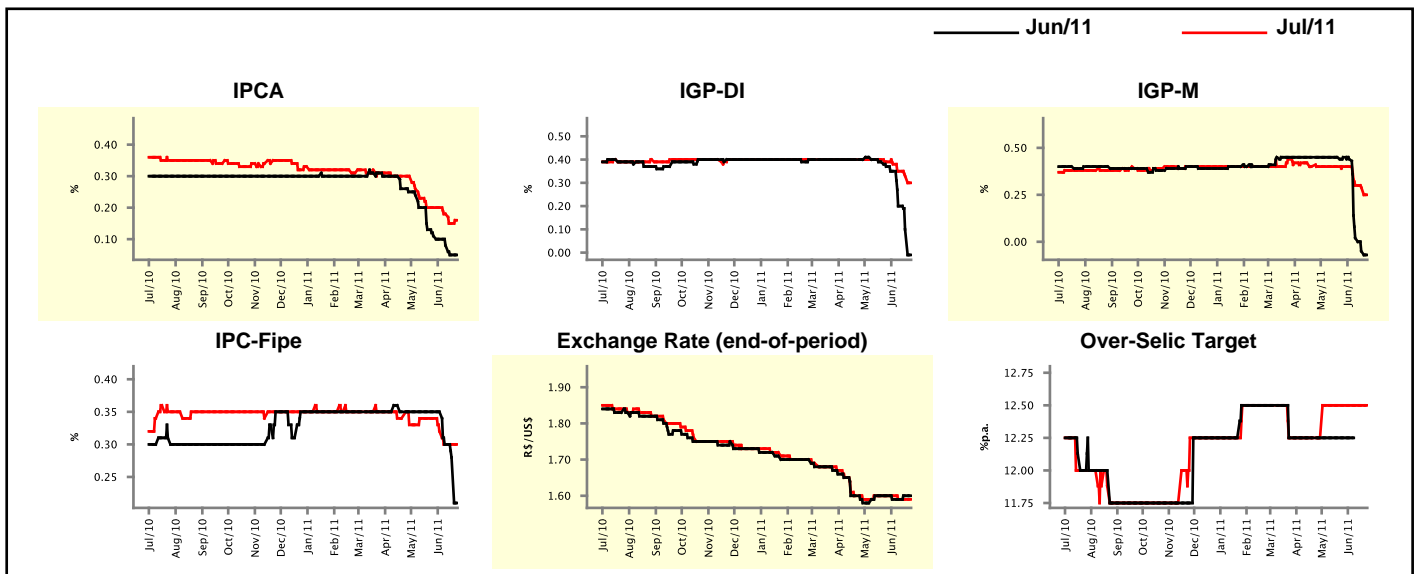 Jun/11 Jul/11
IPCA
%
0.40
0.30
0.20
0.10
Jul/10 Aug/10 Sep/10 Oct/10 Nov/10 Dec/10 Jan/11 Feb/11 Mar/11 Apr/11 May/11 Jun/11
IGP-DI
%
0.50
0.40
0.30
0.20
0.10
0.00
Jul/10 Aug/10 Sep/10 Oct/10 Nov/10 Dec/10 Jan/11 Feb/11 Mar/11 Apr/11 May/11 Jun/11
IGP-M
%
0.50
0.25
0.00
Jul/10 Aug/10 Sep/10 Oct/10 Nov/10 Dec/10 Jan/11 Feb/11 Mar/11 Apr/11 May/11 Jun/11
IPC-Fipe
%
0.40
0.35
0.30
0.25
Jul/10 Aug/10 Sep/10 Oct/10 Nov/10 Dec/10 Jan/11 Feb/11 Mar/11 Apr/11 May/11 Jun/11
Exchange Rate (end-of-period)
R$/US$
1.90
1.80
1.70
1.60
Jul/10 Aug/10 Sep/10 Oct/10 Nov/10 Dec/10 Jan/11 Feb/11 Mar/11 Apr/11 May/11 Jun/11
Over-Selic Target
%p.a.
12.75
12.50
12.25
12.00
11.75
Jul/10 Aug/10 Sep/10 Oct/10 Nov/10 Dec/10 Jan/11 Feb/11 Mar/11 Apr/11 May/11 Jun/11